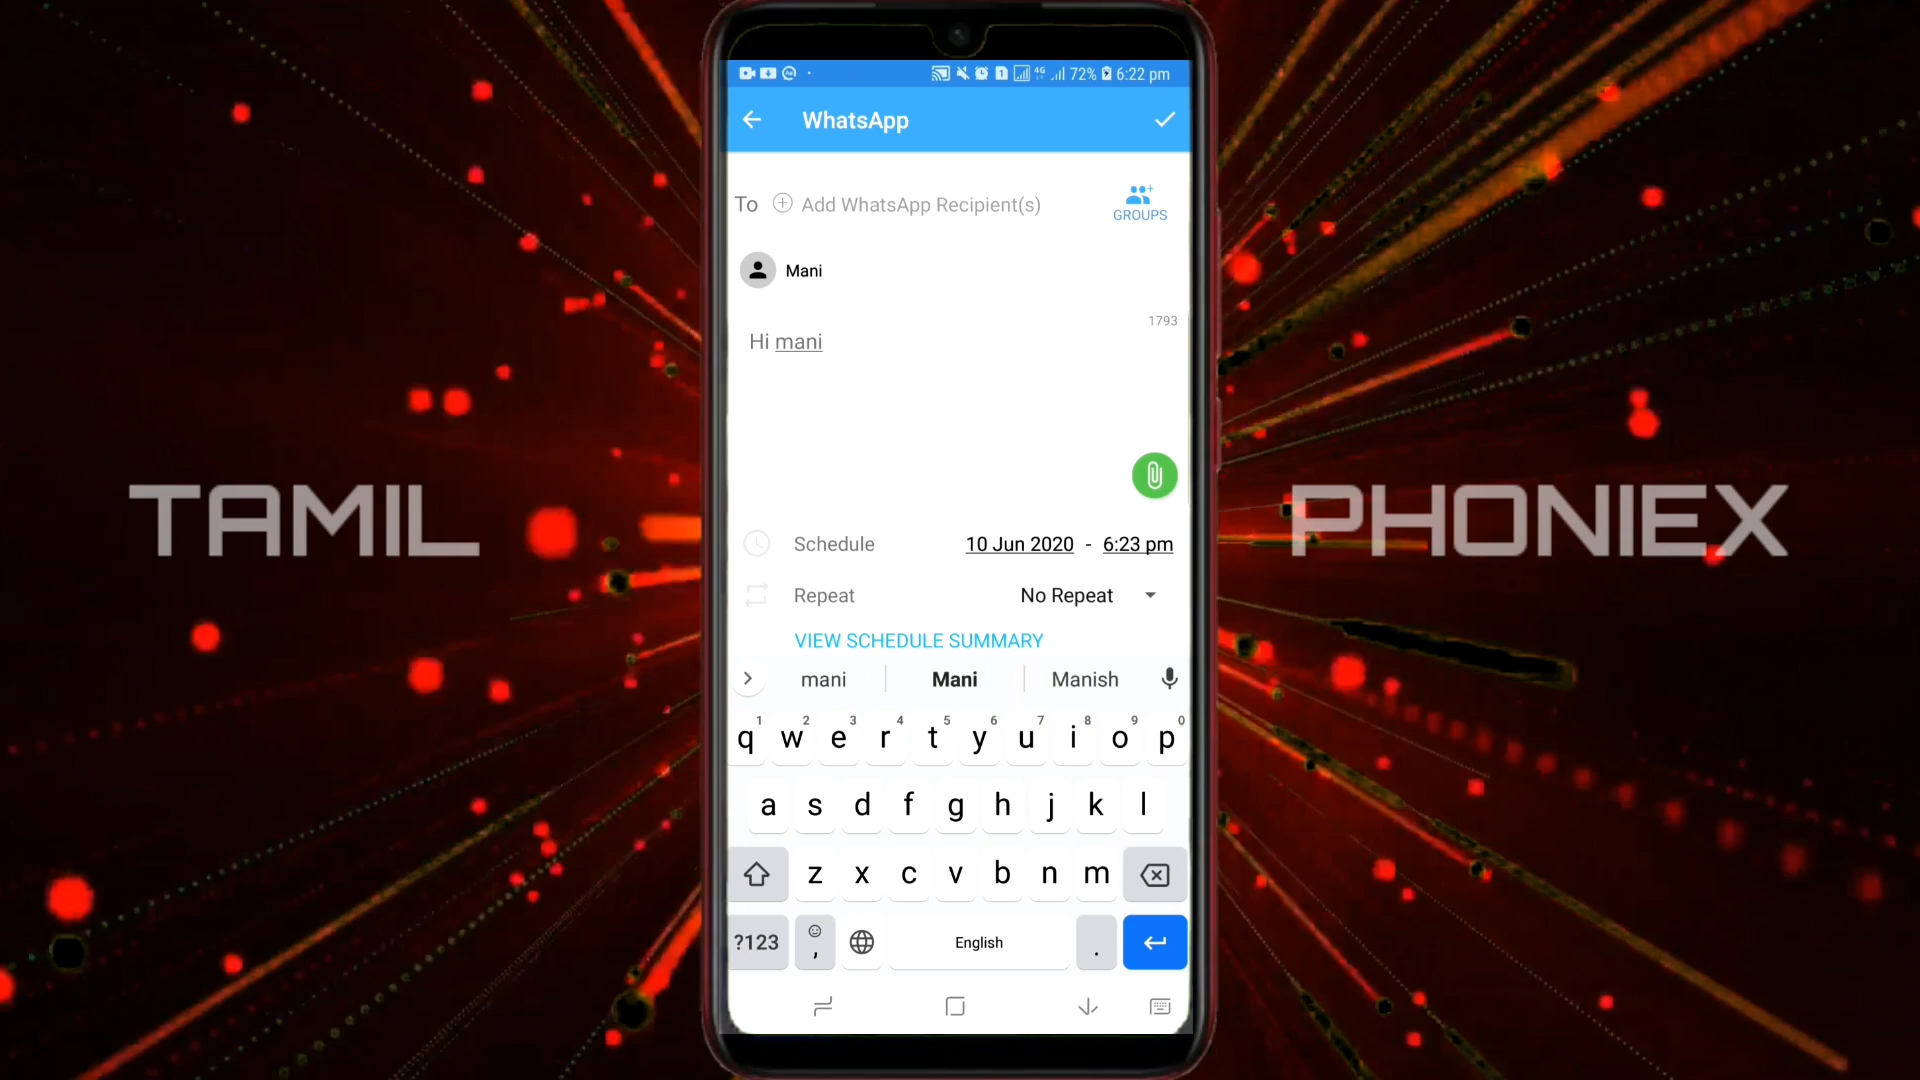 TAMIL
PHONIEX
4G 72% 6:22 pm
WhatsApp
To Add WhatsApp Recipient(s)
GROUPS
Mani
1793
Hi mani
Schedule 10 Jun 2020 - 6:23 pm
Repeat No Repeat
VIEW SCHEDULE SUMMARY
mani Mani Manish
1 2 3 4 5 6 7 8 9 0
q w e r t y u i o p
a s d f g h j k l
z x c v b n m
?123 , English .